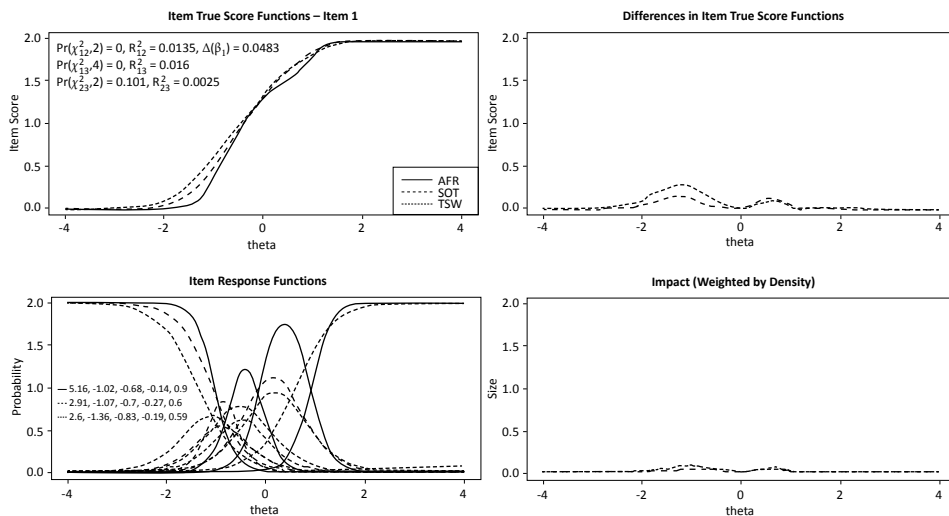 Item True Score Functions – Item 1
Pr(χ²₁₂,2) = 0, R²₁₂ = 0.0135, Δ(β₁) = 0.0483
Pr(χ²₁₃,4) = 0, R²₁₃ = 0.016
Pr(χ²₂₃,2) = 0.101, R²₂₃ = 0.0025
Item Score
2.0
1.5
1.0
0.5
0.0
AFR
SOT
TSW
-4 -2 0 2 4
theta
Differences in Item True Score Functions
Item Score
2.0
1.5
1.0
0.5
0.0
-4 -2 0 2 4
theta
Item Response Functions
Probability
2.0
1.5
1.0
0.5
0.0
5.16, -1.02, -0.68, -0.14, 0.9
2.91, -1.07, -0.7, -0.27, 0.6
2.6, -1.36, -0.83, -0.19, 0.59
-4 -2 0 2 4
theta
Impact (Weighted by Density)
Size
2.0
1.5
1.0
0.5
0.0
-4 -2 0 2 4
theta